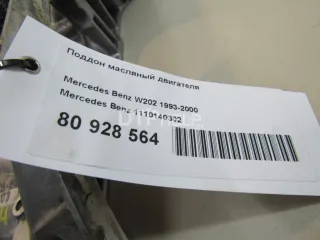 Поддон масляный двигателя
Mercedes Benz W202 1993-2000
Mercedes Benz 1110140302
80 928 564